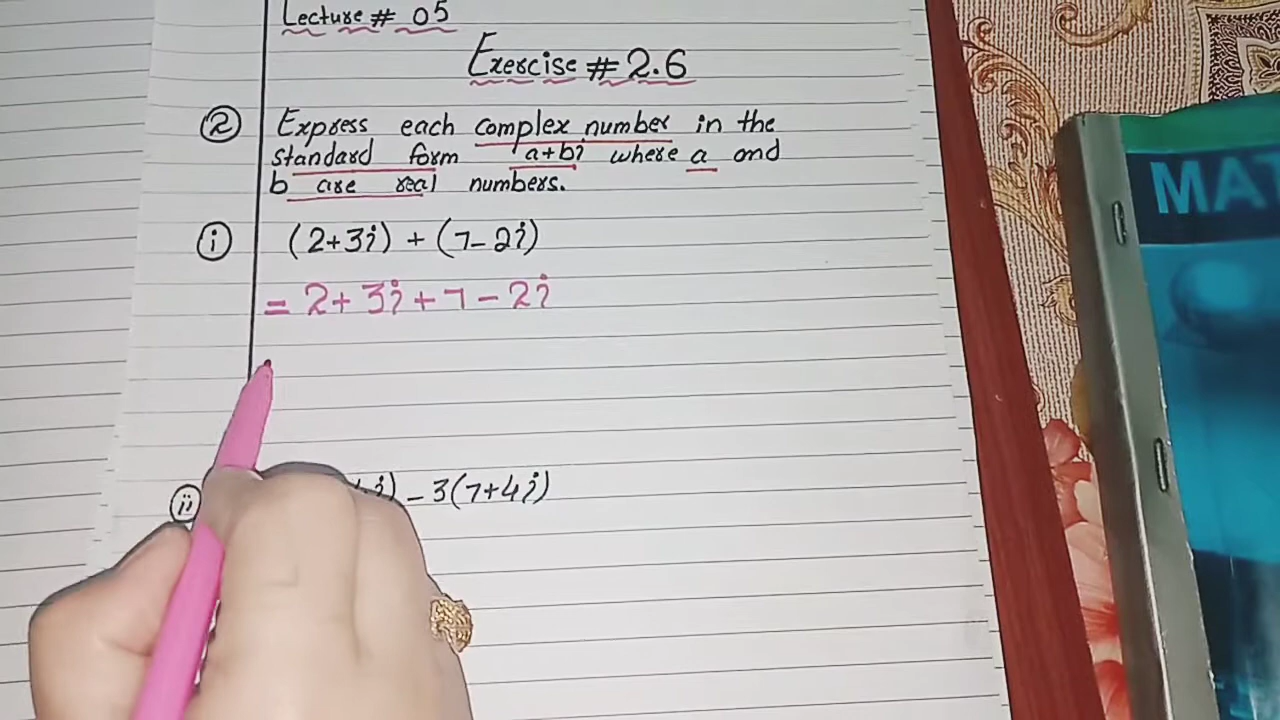 Lecture # 05
Exercise # 2.6
② Express each complex number in the
standard form a+bi where a and
b are real numbers.
ⓘ (2+3i) + (7-2i)
= 2+3i+7-2i
ⓘⓘ i) - 3(7+4i)
MAT